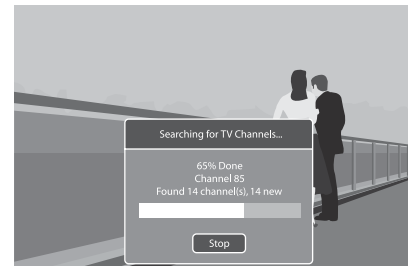 Searching for TV Channels...
65% Done
Channel 85
Found 14 channel(s), 14 new
Stop